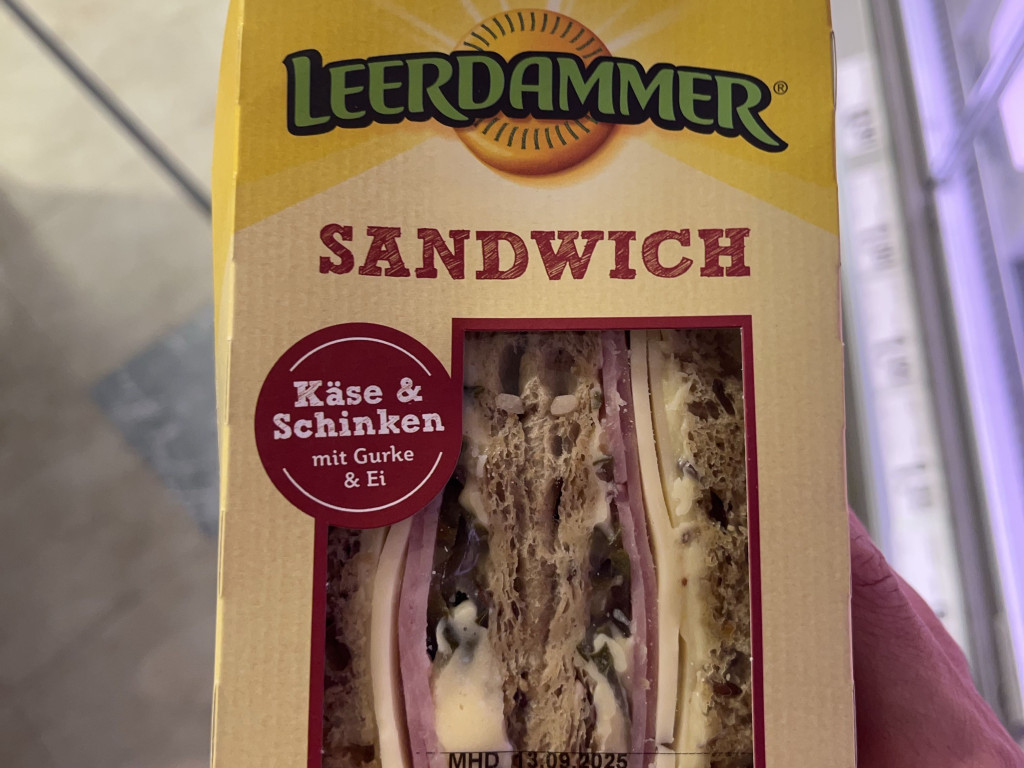 LEERDAMMER®
SANDWICH
Käse &
Schinken
mit Gurke
& Ei
MHD 13.09.2025